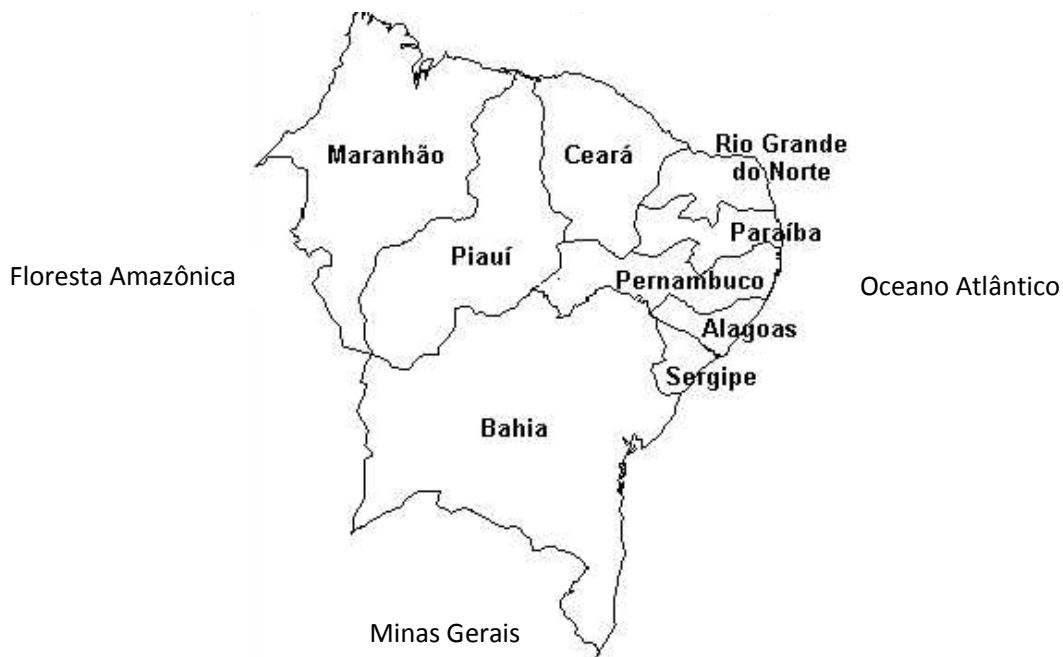 Maranhão
Ceará
Rio Grande
do Norte
Paraíba
Piauí
Floresta Amazônica
Pernambuco
Oceano Atlântico
Alagoas
Sergipe
Bahia
Minas Gerais